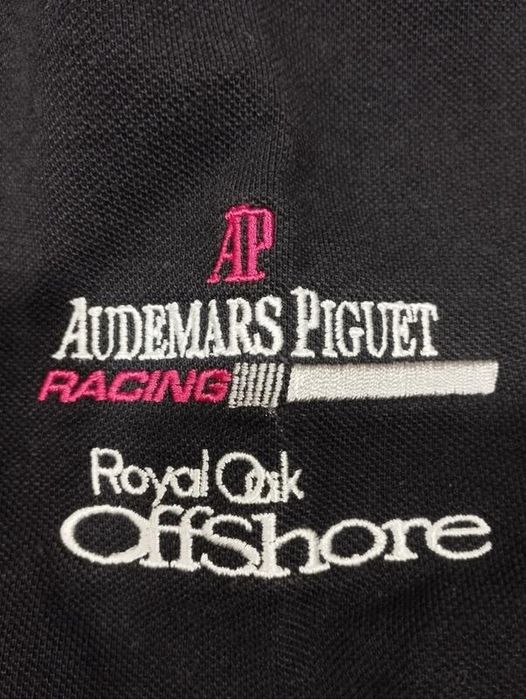 AP
AUDEMARS PIGUET
RACING
Royal Oak
Offshore